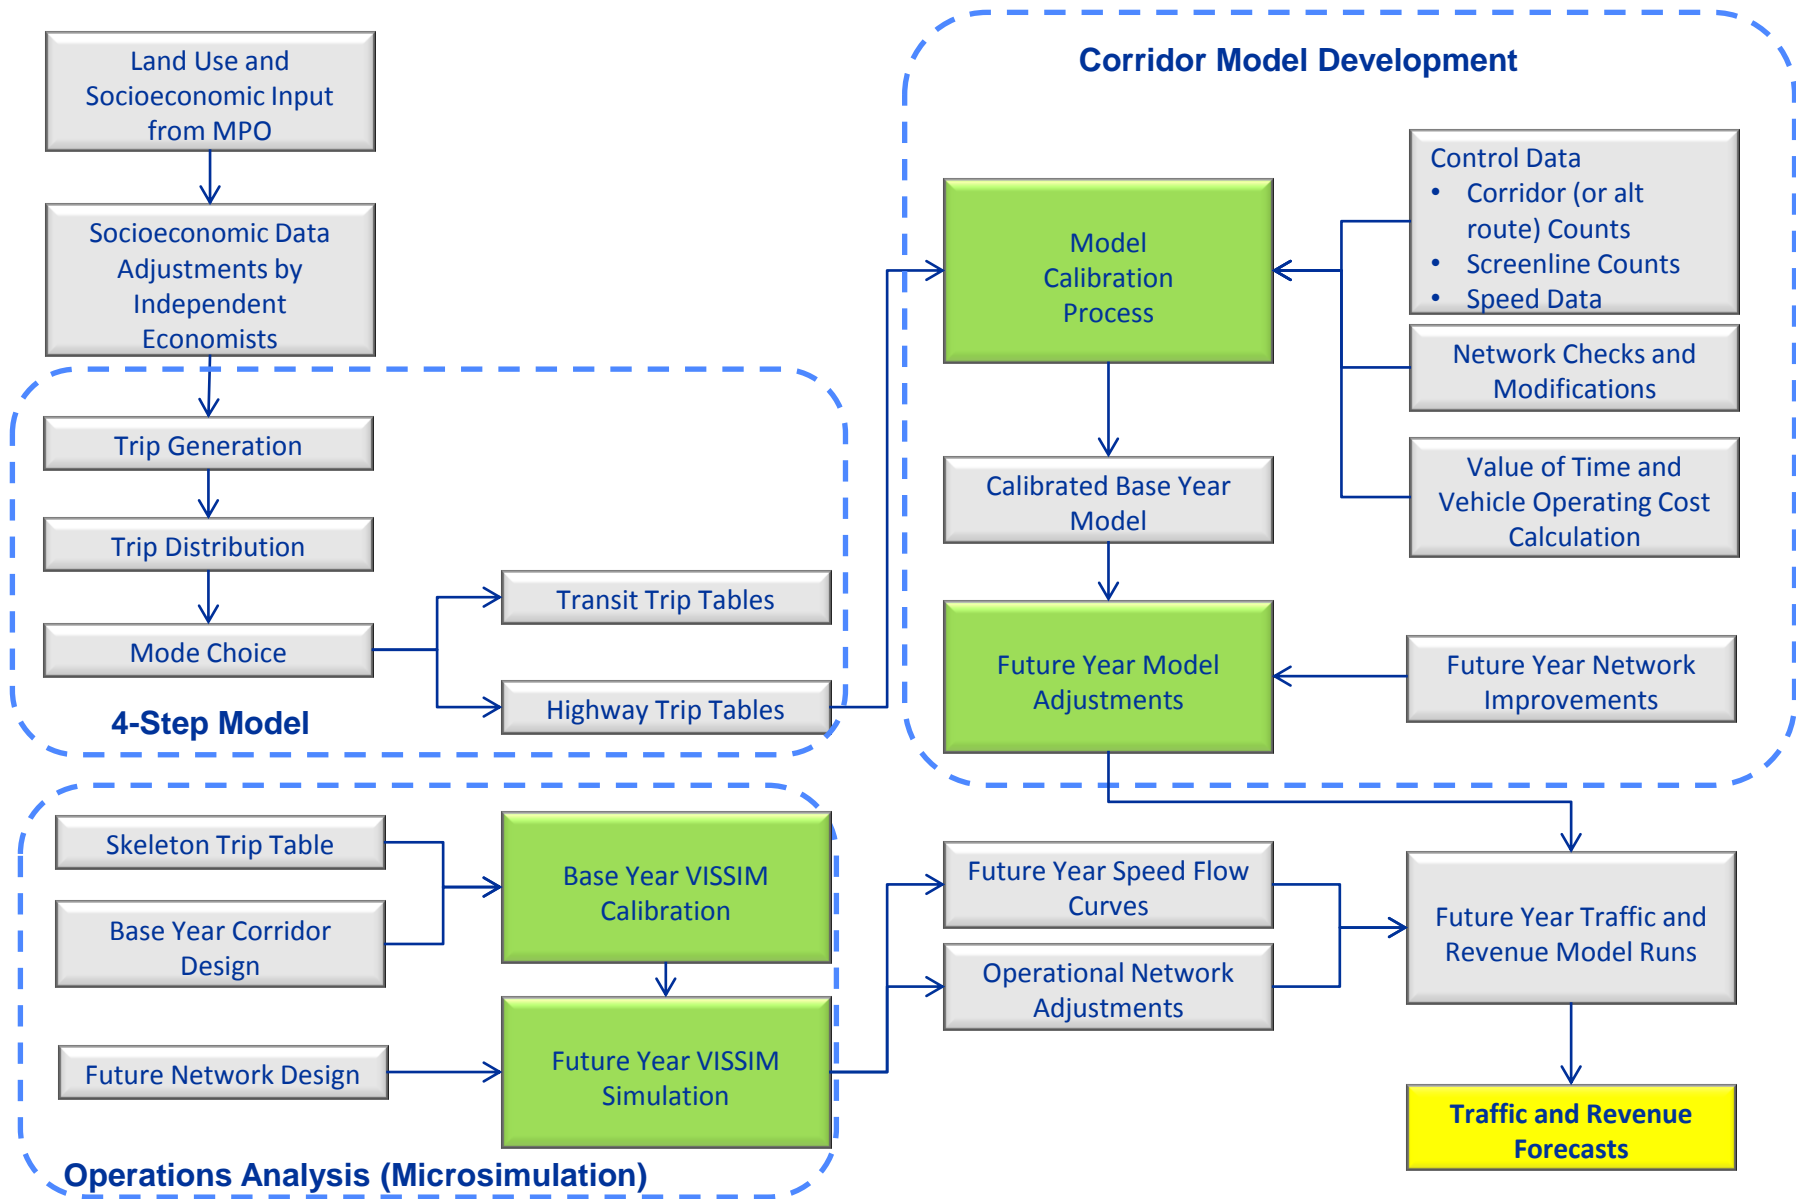 Land Use and
Socioeconomic Input
from MPO
Socioeconomic Data
Adjustments by
Independent
Economists
Trip Generation
Trip Distribution
Mode Choice
Transit Trip Tables
Highway Trip Tables
4-Step Model
Corridor Model Development
Model
Calibration
Process
Control Data
• Corridor (or alt
route) Counts
• Screenline Counts
• Speed Data
Network Checks and
Modifications
Value of Time and
Vehicle Operating Cost
Calculation
Calibrated Base Year
Model
Future Year Model
Adjustments
Future Year Network
Improvements
Skeleton Trip Table
Base Year Corridor
Design
Future Network Design
Base Year VISSIM
Calibration
Future Year VISSIM
Simulation
Operations Analysis (Microsimulation)
Future Year Speed Flow
Curves
Operational Network
Adjustments
Future Year Traffic and
Revenue Model Runs
Traffic and Revenue
Forecasts